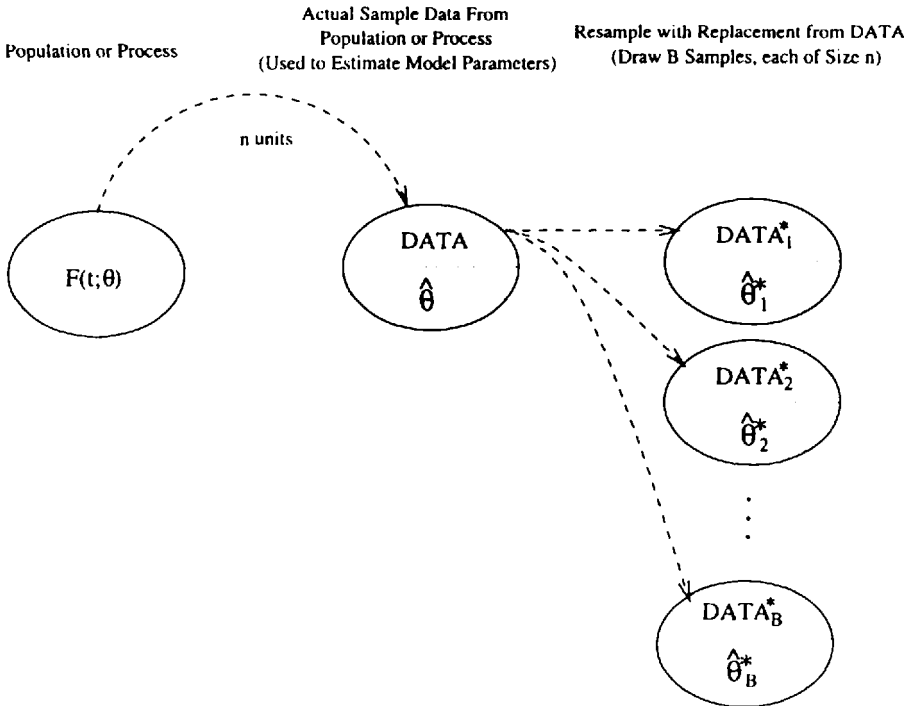 Population or Process
Actual Sample Data From
Population or Process
(Used to Estimate Model Parameters)
Resample with Replacement from DATA
(Draw B Samples, each of Size n)
n units
F(t;θ)
DATA
θ̂
DATA*₁
θ̂*₁
DATA*₂
θ̂*₂
DATA*_B
θ̂*_B